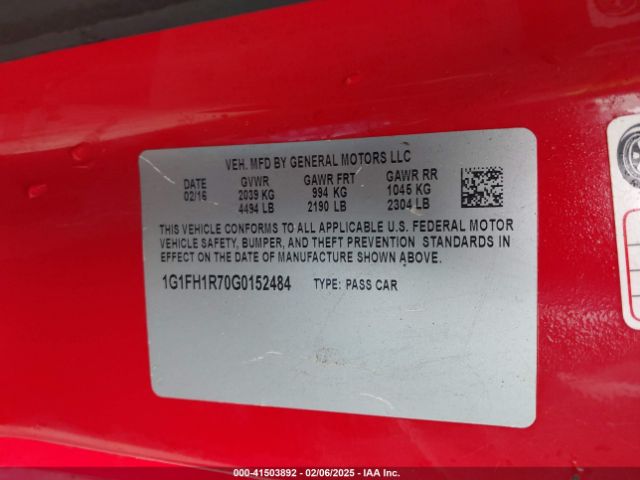 VEH. MFD BY GENERAL MOTORS LLC
DATE GVWR GAWR FRT GAWR RR
02/16 2039 KG 994 KG 1045 KG
4494 LB 2190 LB 2304 LB
THIS VEHICLE CONFORMS TO ALL APPLICABLE U.S. FEDERAL MOTOR
VEHICLE SAFETY, BUMPER, AND THEFT PREVENTION STANDARDS IN
EFFECT ON THE DATE OF MANUFACTURE SHOWN ABOVE.
1G1FH1R70G0152484 TYPE: PASS CAR
000-41503892 - 02/06/2025 - IAA Inc.